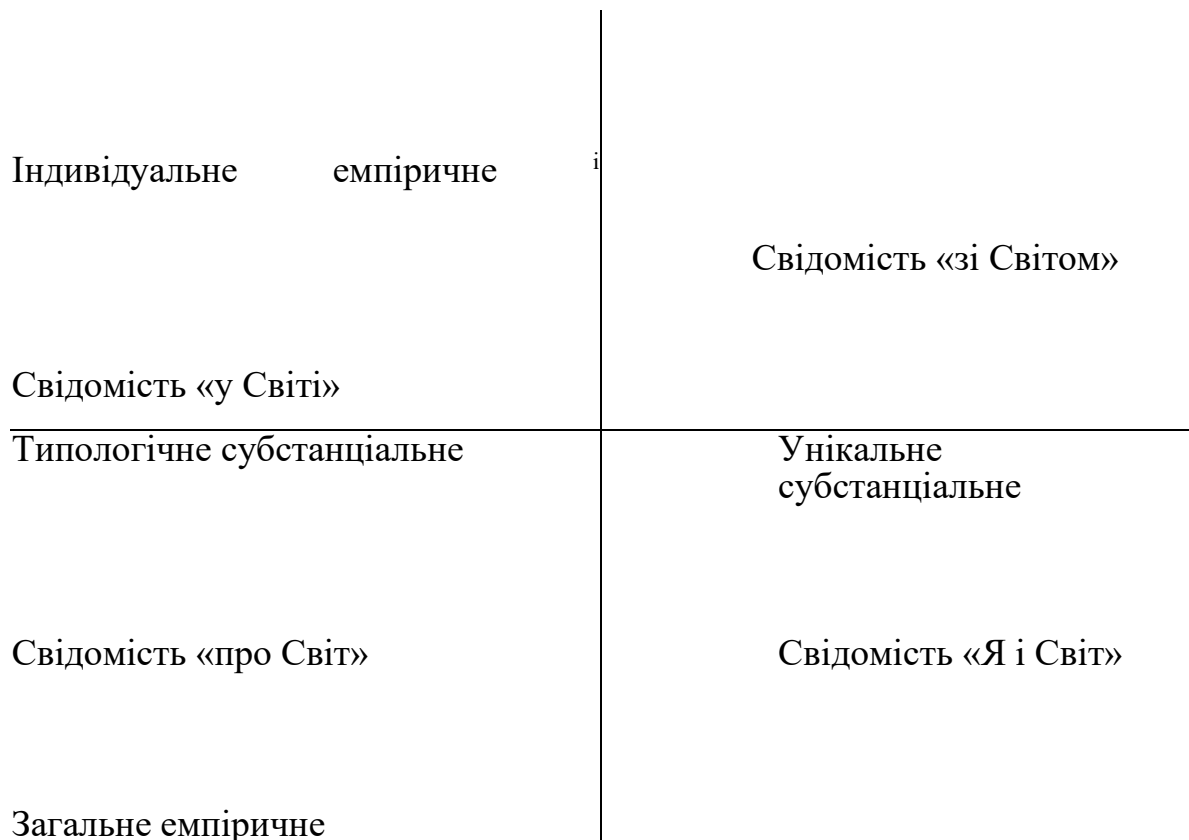 Індивідуальне емпіричне і
Свідомість «зі Світом»
Свідомість «у Світі»
Типологічне субстанціальне
Унікальне
субстанціальне
Свідомість «про Світ»
Свідомість «Я і Світ»
Загальне емпіричне